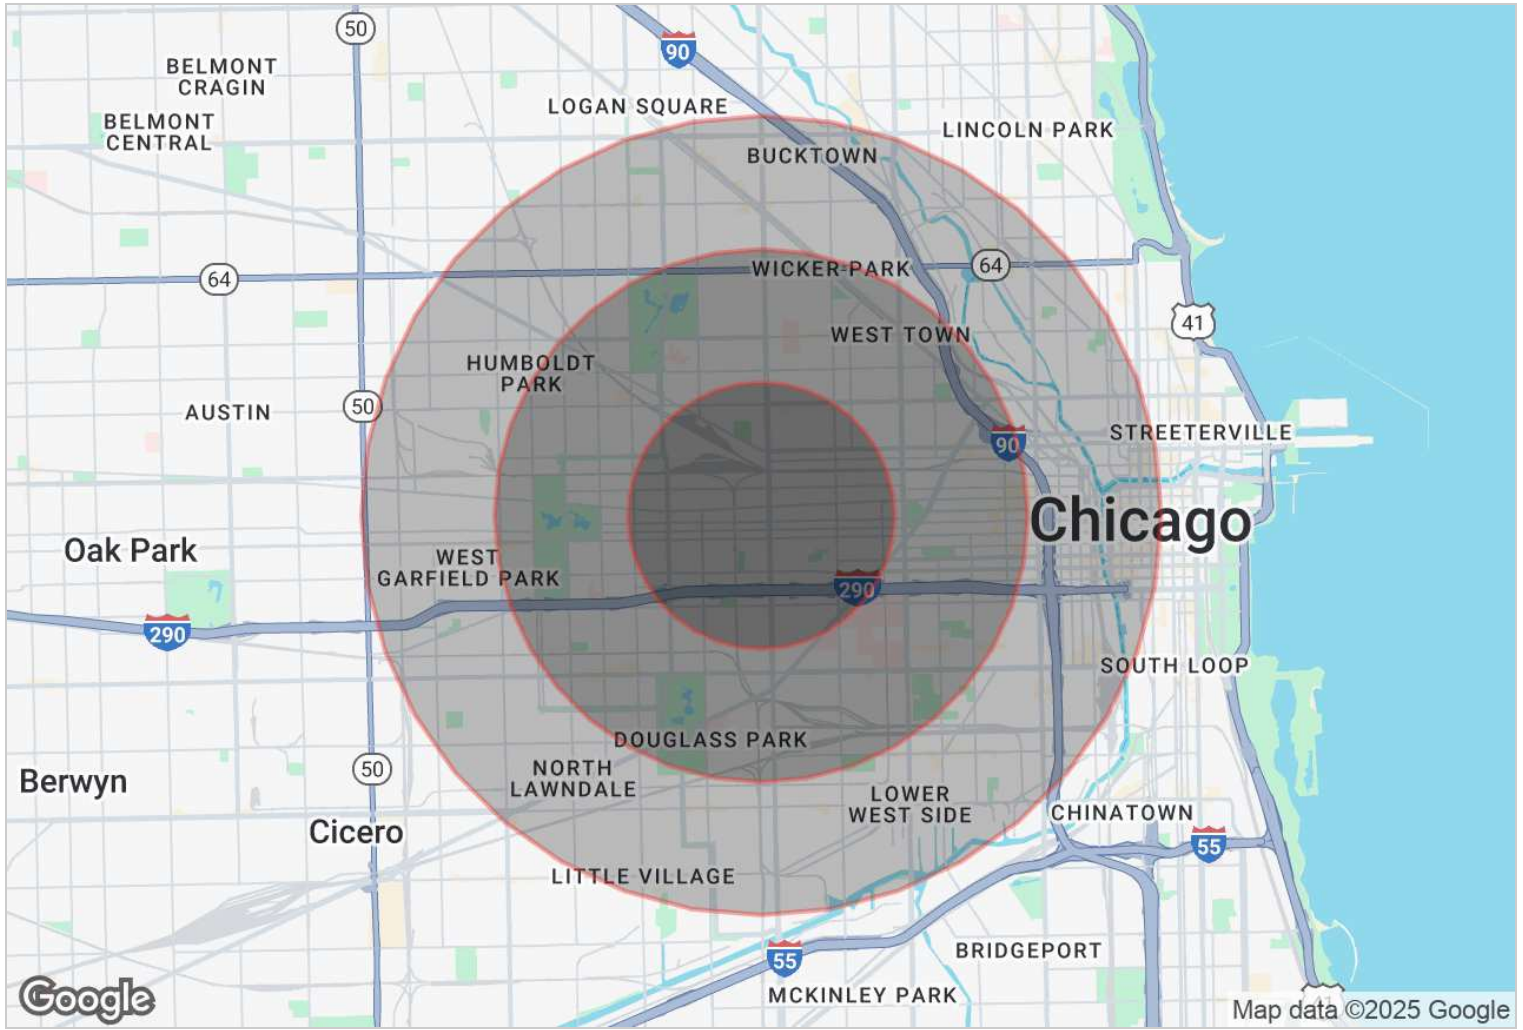 50
90
BELMONT
CRAGIN
LOGAN SQUARE
BELMONT
CENTRAL
LINCOLN PARK
BUCKTOWN
64
WICKER PARK
64
41
WEST TOWN
HUMBOLDT
PARK
AUSTIN
50
STREETERVILLE
90
Chicago
Oak Park
WEST
GARFIELD PARK
290
290
SOUTH LOOP
DOUGLASS PARK
50
Berwyn
NORTH
LAWNDALE
LOWER
WEST SIDE
CHINATOWN
Cicero
55
LITTLE VILLAGE
BRIDGEPORT
55
MCKINLEY PARK
Google
41
Map data ©2025 Google